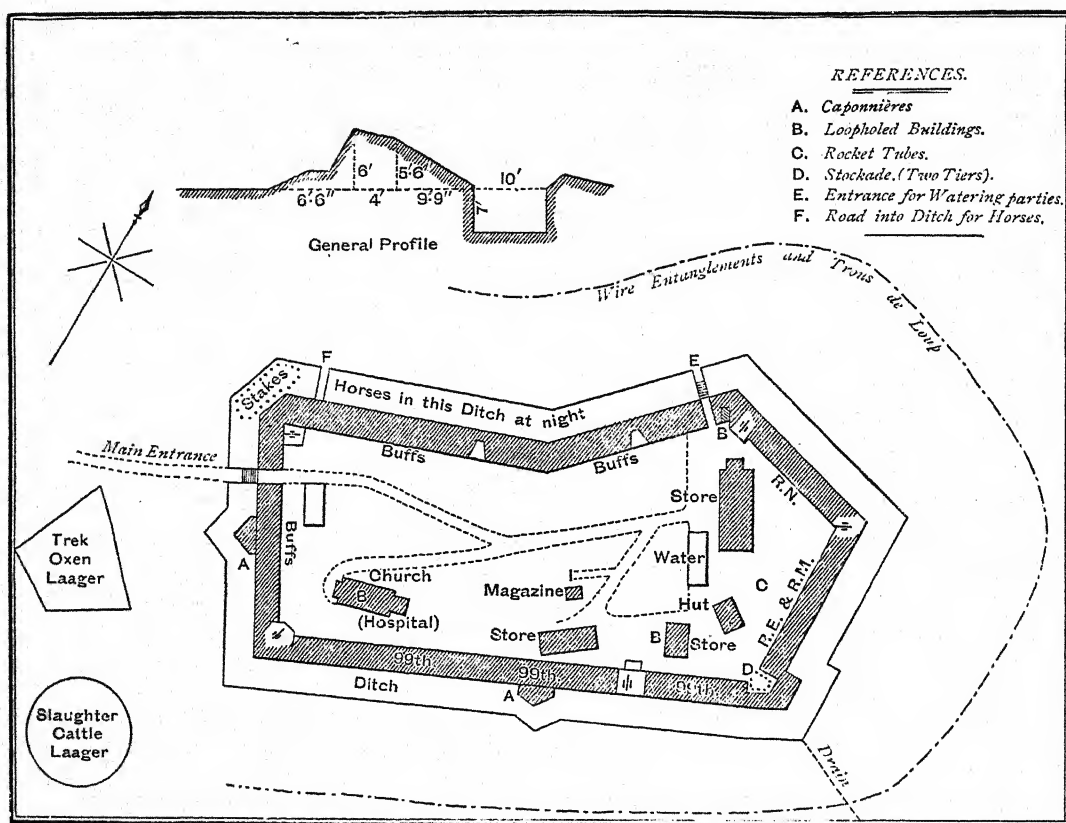 REFERENCES.
A. Caponnières
B. Loopholed Buildings.
C. Rocket Tubes.
D. Stockade. (Two Tiers).
E. Entrance for Watering parties.
F. Road into Ditch for Horses.
6'
5'6"
10'
6'6"
4'
9'9"
7'
General Profile
Wire Entanglements and Trous de Loup
F
E
Stakes
Horses in this Ditch at night
Main Entrance
Buffs
Buffs
B
R.N.
Store
Buffs
Trek
Oxen
Laager
A
Water
Church
B
(Hospital)
Magazine
C
Hut
R.E. & R.M.
Store
B
Store
99th
99th
99th
D
Ditch
A
Slaughter
Cattle
Laager
Drain